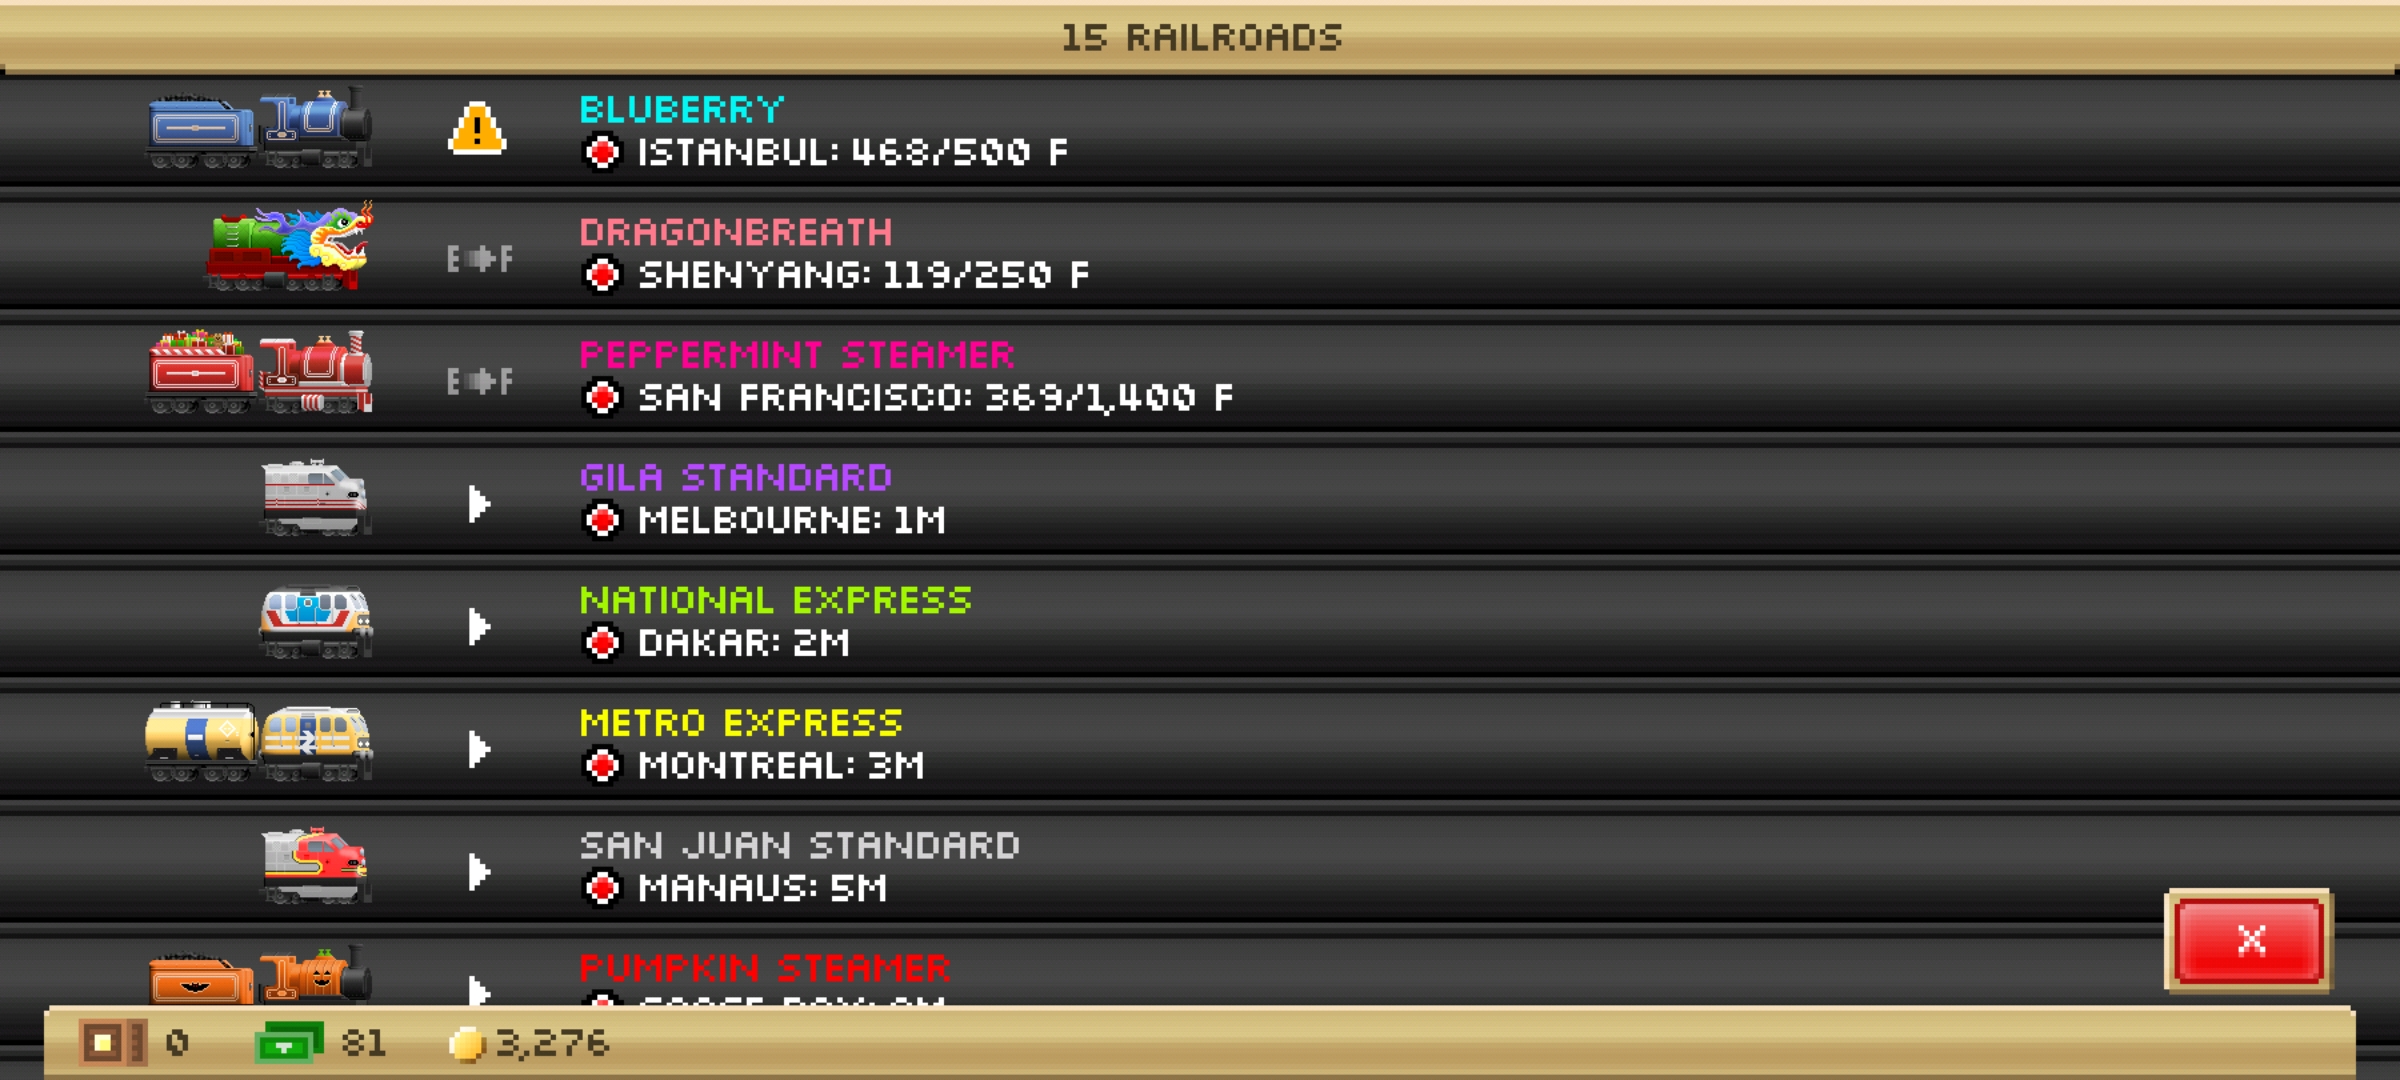 15 RAILROADS
BLUBERRY
ISTANBUL: 468/500 F
DRAGONBREATH
E F
SHENYANG: 119/250 F
PEPPERMINT STEAMER
E F
SAN FRANCISCO: 369/1,400 F
GILA STANDARD
MELBOURNE: 1M
NATIONAL EXPRESS
DAKAR: 2M
METRO EXPRESS
MONTREAL: 3M
SAN JUAN STANDARD
MANAUS: 5M
PUMPKIN STEAMER
X
0 81 3,276